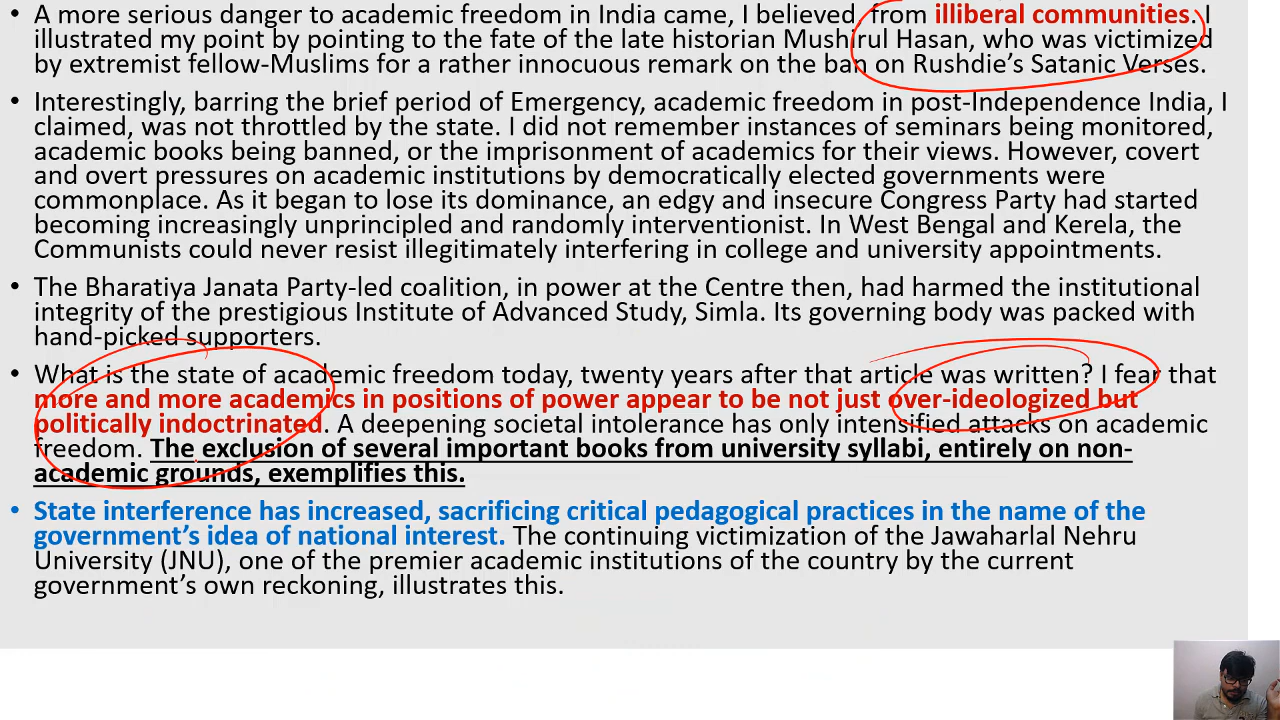 • A more serious danger to academic freedom in India came, I believed, from illiberal communities. I
illustrated my point by pointing to the fate of the late historian Mushirul Hasan, who was victimized
by extremist fellow-Muslims for a rather innocuous remark on the ban on Rushdie’s Satanic Verses.
• Interestingly, barring the brief period of Emergency, academic freedom in post-Independence India, I
claimed, was not throttled by the state. I did not remember instances of seminars being monitored,
academic books being banned, or the imprisonment of academics for their views. However, covert
and overt pressures on academic institutions by democratically elected governments were
commonplace. As it began to lose its dominance, an edgy and insecure Congress Party had started
becoming increasingly unprincipled and randomly interventionist. In West Bengal and Kerela, the
Communists could never resist illegitimately interfering in college and university appointments.
• The Bharatiya Janata Party-led coalition, in power at the Centre then, had harmed the institutional
integrity of the prestigious Institute of Advanced Study, Simla. Its governing body was packed with
hand-picked supporters.
• What is the state of academic freedom today, twenty years after that article was written? I fear that
more and more academics in positions of power appear to be not just over-ideologized but
politically indoctrinated. A deepening societal intolerance has only intensified attacks on academic
freedom. The exclusion of several important books from university syllabi, entirely on non-
academic grounds, exemplifies this.
• State interference has increased, sacrificing critical pedagogical practices in the name of the
government’s idea of national interest. The continuing victimization of the Jawaharlal Nehru
University (JNU), one of the premier academic institutions of the country by the current
government’s own reckoning, illustrates this.